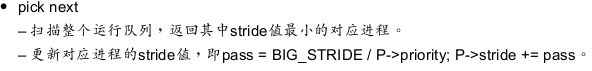 • pick next
– 扫描整个运行队列，返回其中stride值最小的对应进程。
– 更新对应进程的stride值，即pass = BIG_STRIDE / P->priority; P->stride += pass。